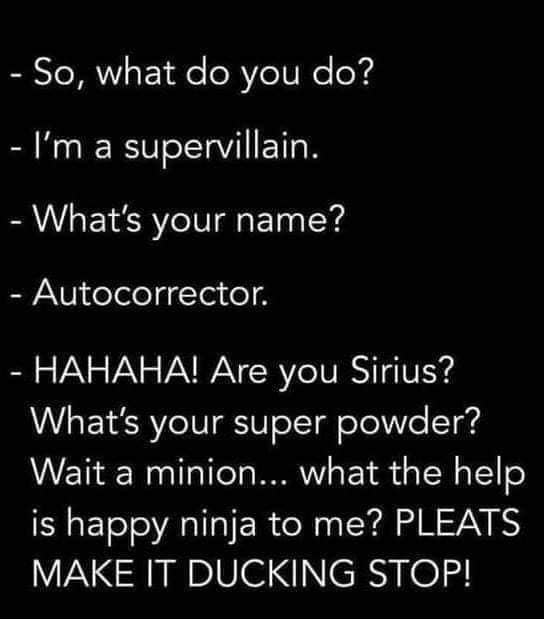 - So, what do you do?
- I'm a supervillain.
- What's your name?
- Autocorrector.
- HAHAHA! Are you Sirius?
What's your super powder?
Wait a minion... what the help
is happy ninja to me? PLEATS
MAKE IT DUCKING STOP!